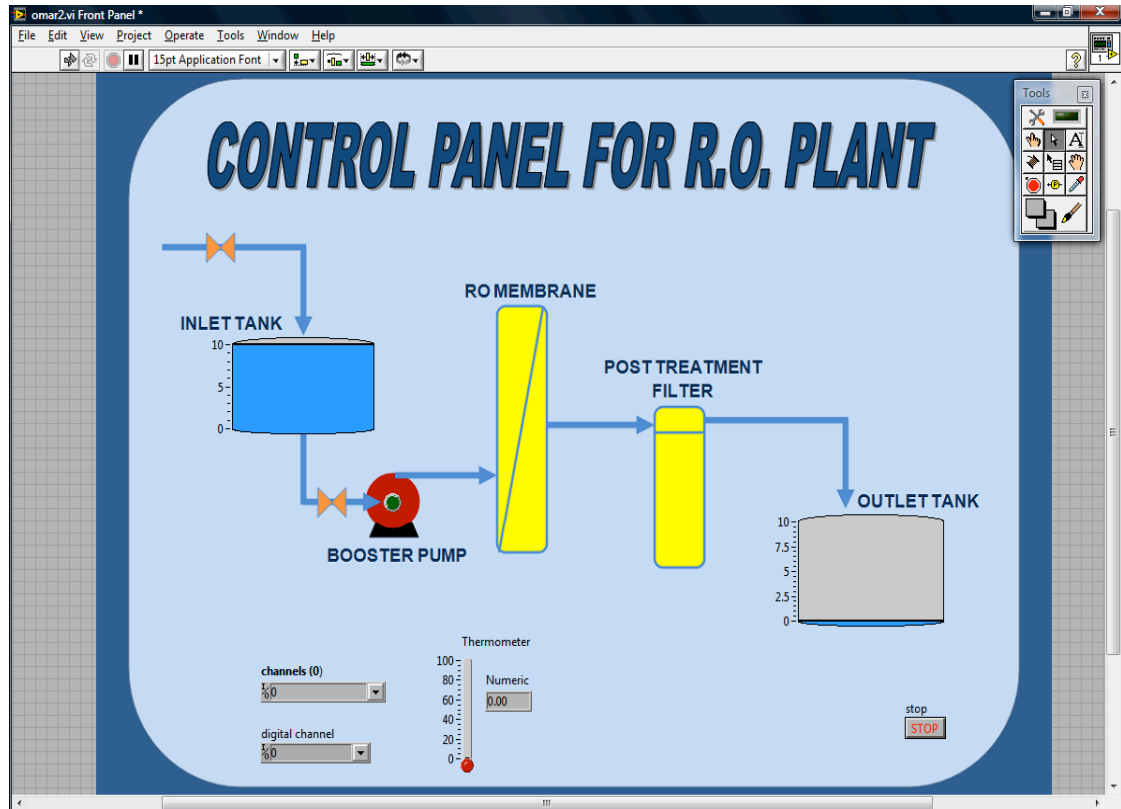 omar2.vi Front Panel *
File Edit View Project Operate Tools Window Help
15pt Application Font
?
1
Tools
A
P
CONTROL PANEL FOR R.O. PLANT
RO MEMBRANE
INLET TANK
10
5
0
POST TREATMENT
FILTER
OUTLET TANK
BOOSTER PUMP
10
7.5
5
2.5
0
Thermometer
100
80
60
40
20
0
Numeric
0.00
channels (0)
0
digital channel
0
stop
STOP